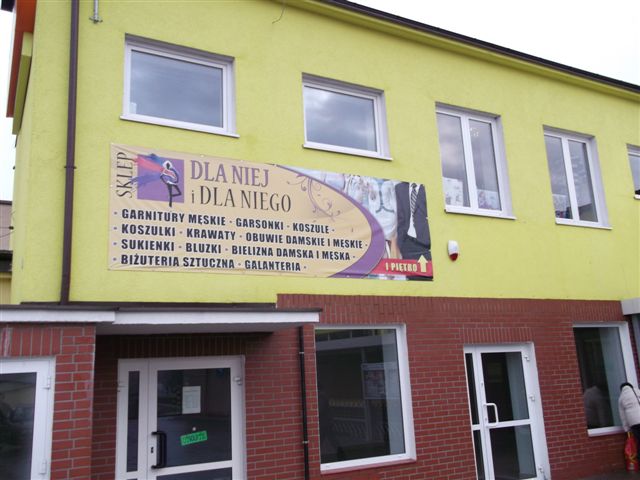 SKLEP
DLA NIEJ
i DLA NIEGO
- GARNITURY MĘSKIE - GARSONKI - KOSZULE -
- KOSZULKI - KRAWATY - OBUWIE DAMSKIE I MĘSKIE -
- SUKIENKI - BLUZKI - BIELIZNA DAMSKA I MĘSKA -
- BIŻUTERIA SZTUCZNA - GALANTERIA -
I PIĘTRO